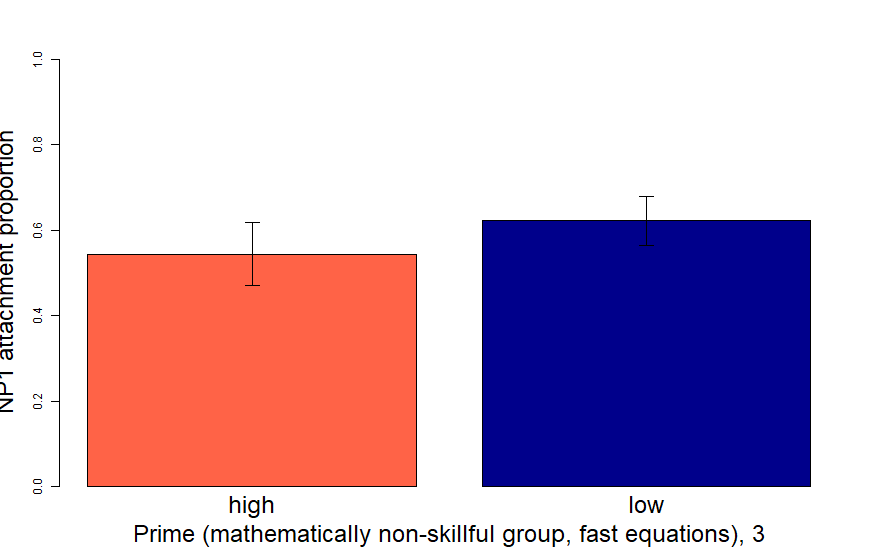 NP1 attachment proportion
1.0
0.8
0.6
0.4
0.2
0.0
high low
Prime (mathematically non-skillful group, fast equations), 3